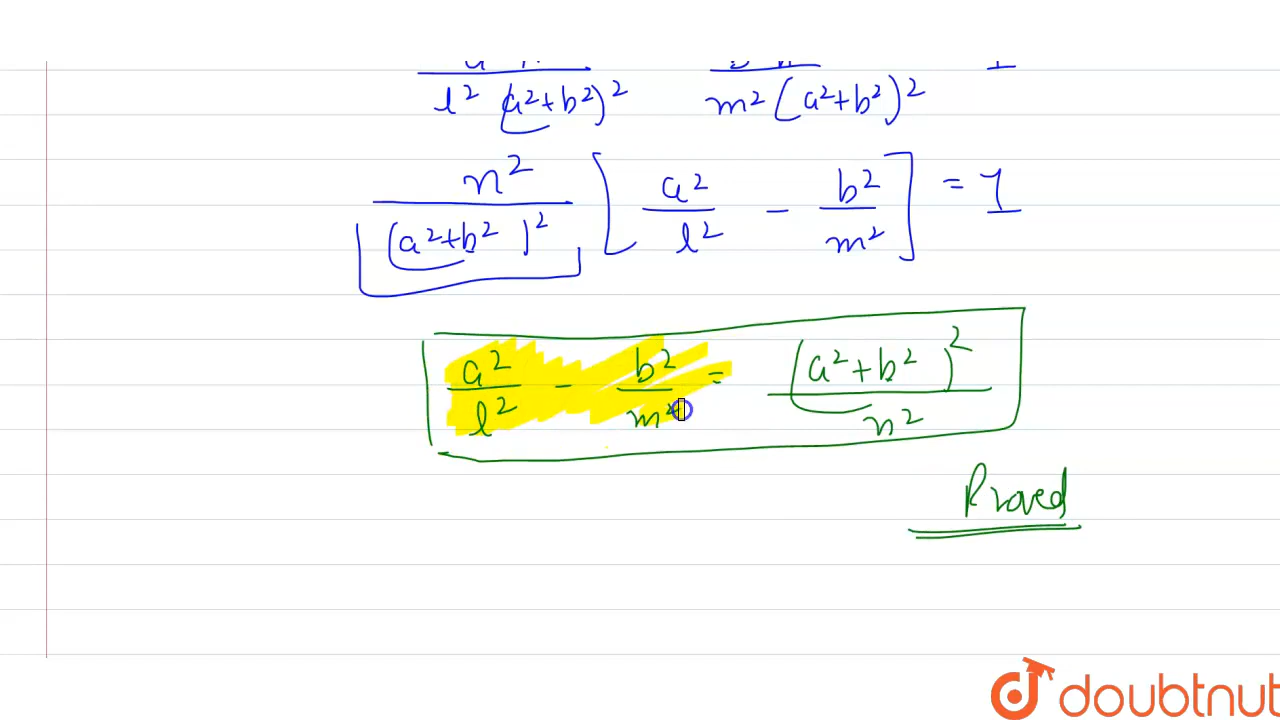 l² (a²+b²)² m² (a²+b²)²
n² / (a²+b²)² [ a² / l² − b² / m² ] = 1
a² / l² − b² / m² = (a²+b²)² / n²
Proved
doubtnut